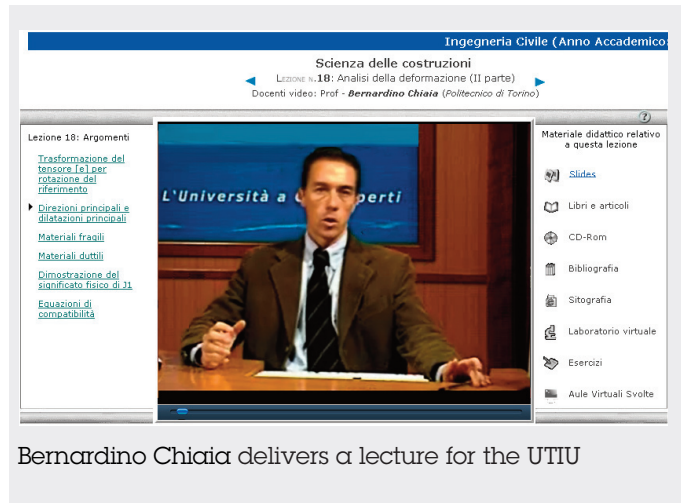 Ingegneria Civile (Anno Accademico:
Scienza delle costruzioni
LEZIONE N.18: Analisi della deformazione (II parte)
Docenti video: Prof - Bernardino Chiaia (Politecnico di Torino)
?
Lezione 18: Argomenti
Trasformazione del
tensore [e] per
rotazione del
riferimento
Direzioni principali e
dilatazioni principali
Materiali fragili
Materiali duttili
Dimostrazione del
significato fisico di J1
Equazioni di
compatibilità
L'Università a
perti
Materiale didattico relativo
a questa lezione
Slides
Libri e articoli
CD-Rom
Bibliografia
Sitografia
Laboratorio virtuale
Esercizi
Aule Virtuali Svolte
Bernardino Chiaia delivers a lecture for the UTIU